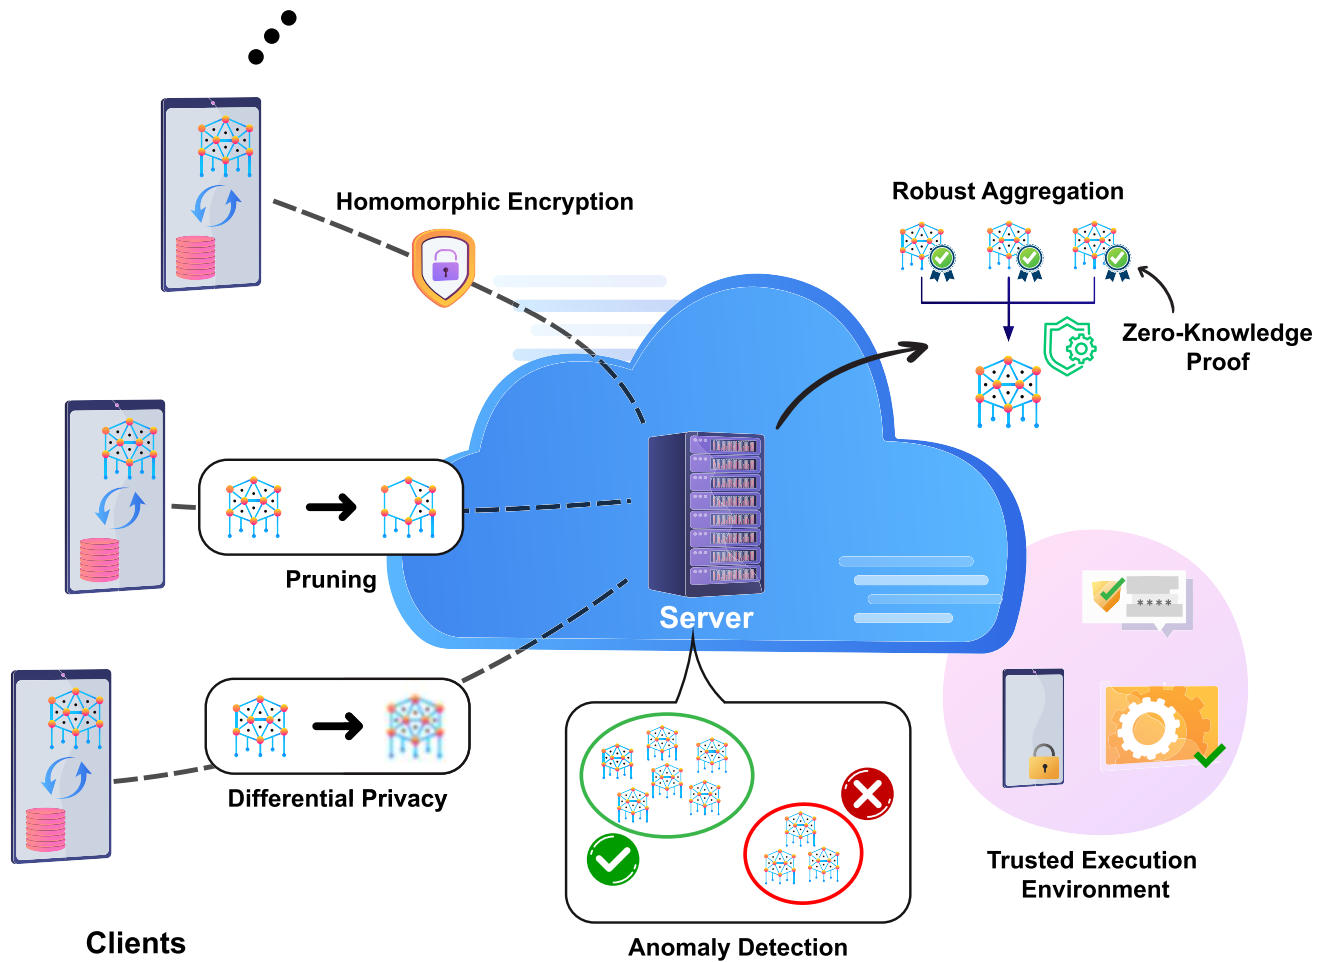 Homomorphic Encryption
Robust Aggregation
Zero-Knowledge
Proof
Pruning
Server
****
Differential Privacy
Trusted Execution
Environment
Clients
Anomaly Detection